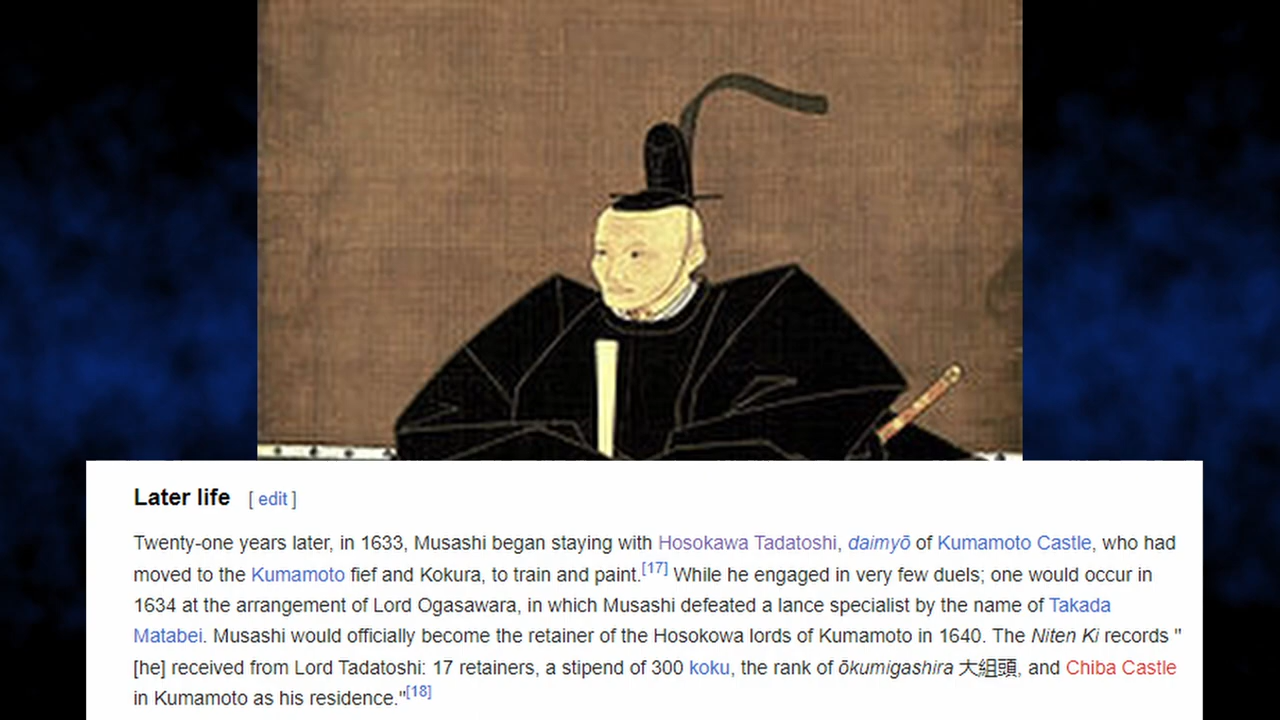 Later life [ edit ]
Twenty-one years later, in 1633, Musashi began staying with Hosokawa Tadatoshi, daimyō of Kumamoto Castle, who had
moved to the Kumamoto fief and Kokura, to train and paint.[17] While he engaged in very few duels; one would occur in
1634 at the arrangement of Lord Ogasawara, in which Musashi defeated a lance specialist by the name of Takada
Matabei. Musashi would officially become the retainer of the Hosokowa lords of Kumamoto in 1640. The Niten Ki records "
[he] received from Lord Tadatoshi: 17 retainers, a stipend of 300 koku, the rank of ōkumigashira 大組頭, and Chiba Castle
in Kumamoto as his residence."[18]